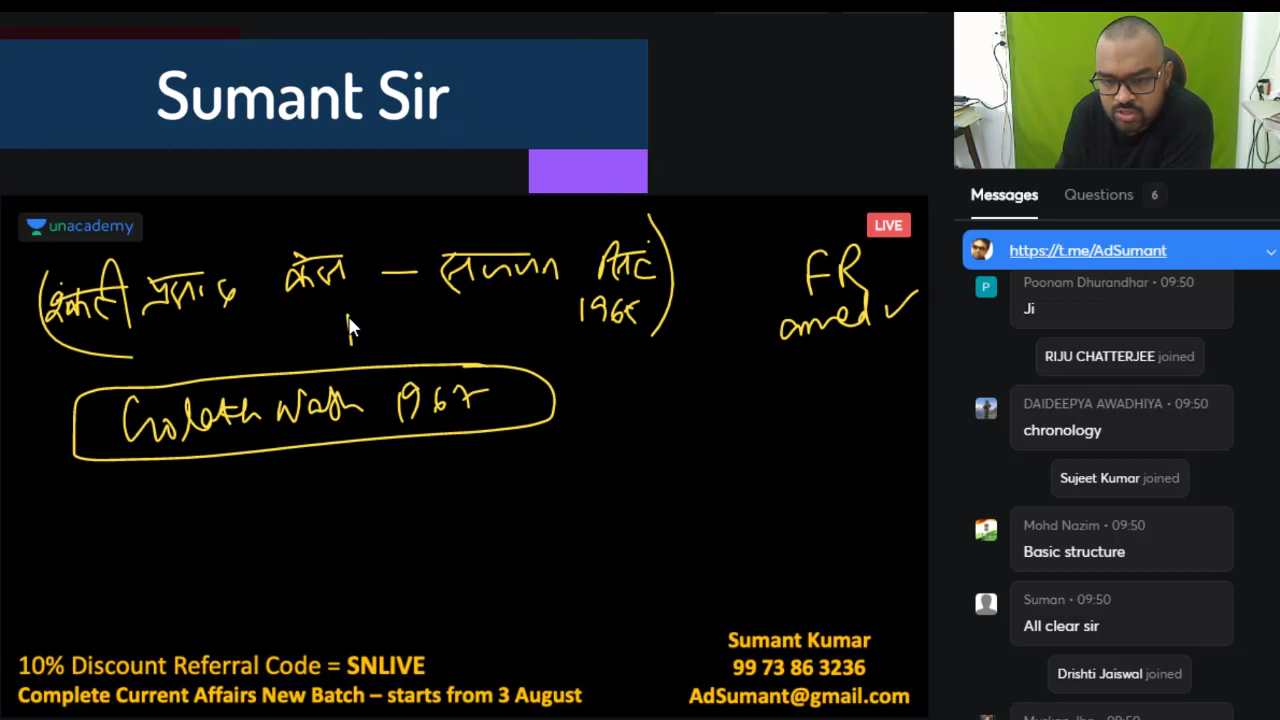 Sumant Sir
unacademy
LIVE
शंकरी प्रसाद केस — सज्जन सिंह
1965
FR
amed ✓
Golakh Nath 1967
10% Discount Referral Code = SNLIVE
Complete Current Affairs New Batch – starts from 3 August
Sumant Kumar
99 73 86 3236
AdSumant@gmail.com
Messages
Questions 6
https://t.me/AdSumant
Poonam Dhurandhar • 09:50
Ji
RIJU CHATTERJEE joined
DAIDEEPYA AWADHIYA • 09:50
chronology
Sujeet Kumar joined
Mohd Nazim • 09:50
Basic structure
Suman • 09:50
All clear sir
Drishti Jaiswal joined